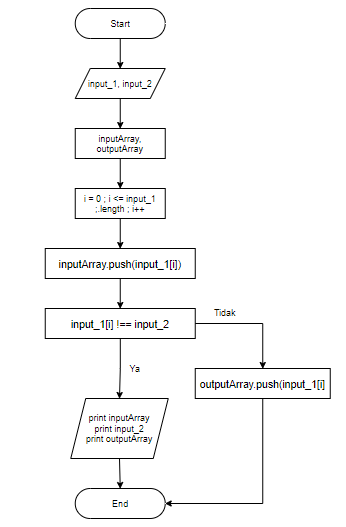 Start
input_1, input_2
inputArray,
outputArray
i = 0 ; i <= input_1
;.length ; i++
inputArray.push(input_1[i])
input_1[i] !== input_2
Tidak
Ya
outputArray.push(input_1[i]
print inputArray
print input_2
print outputArray
End